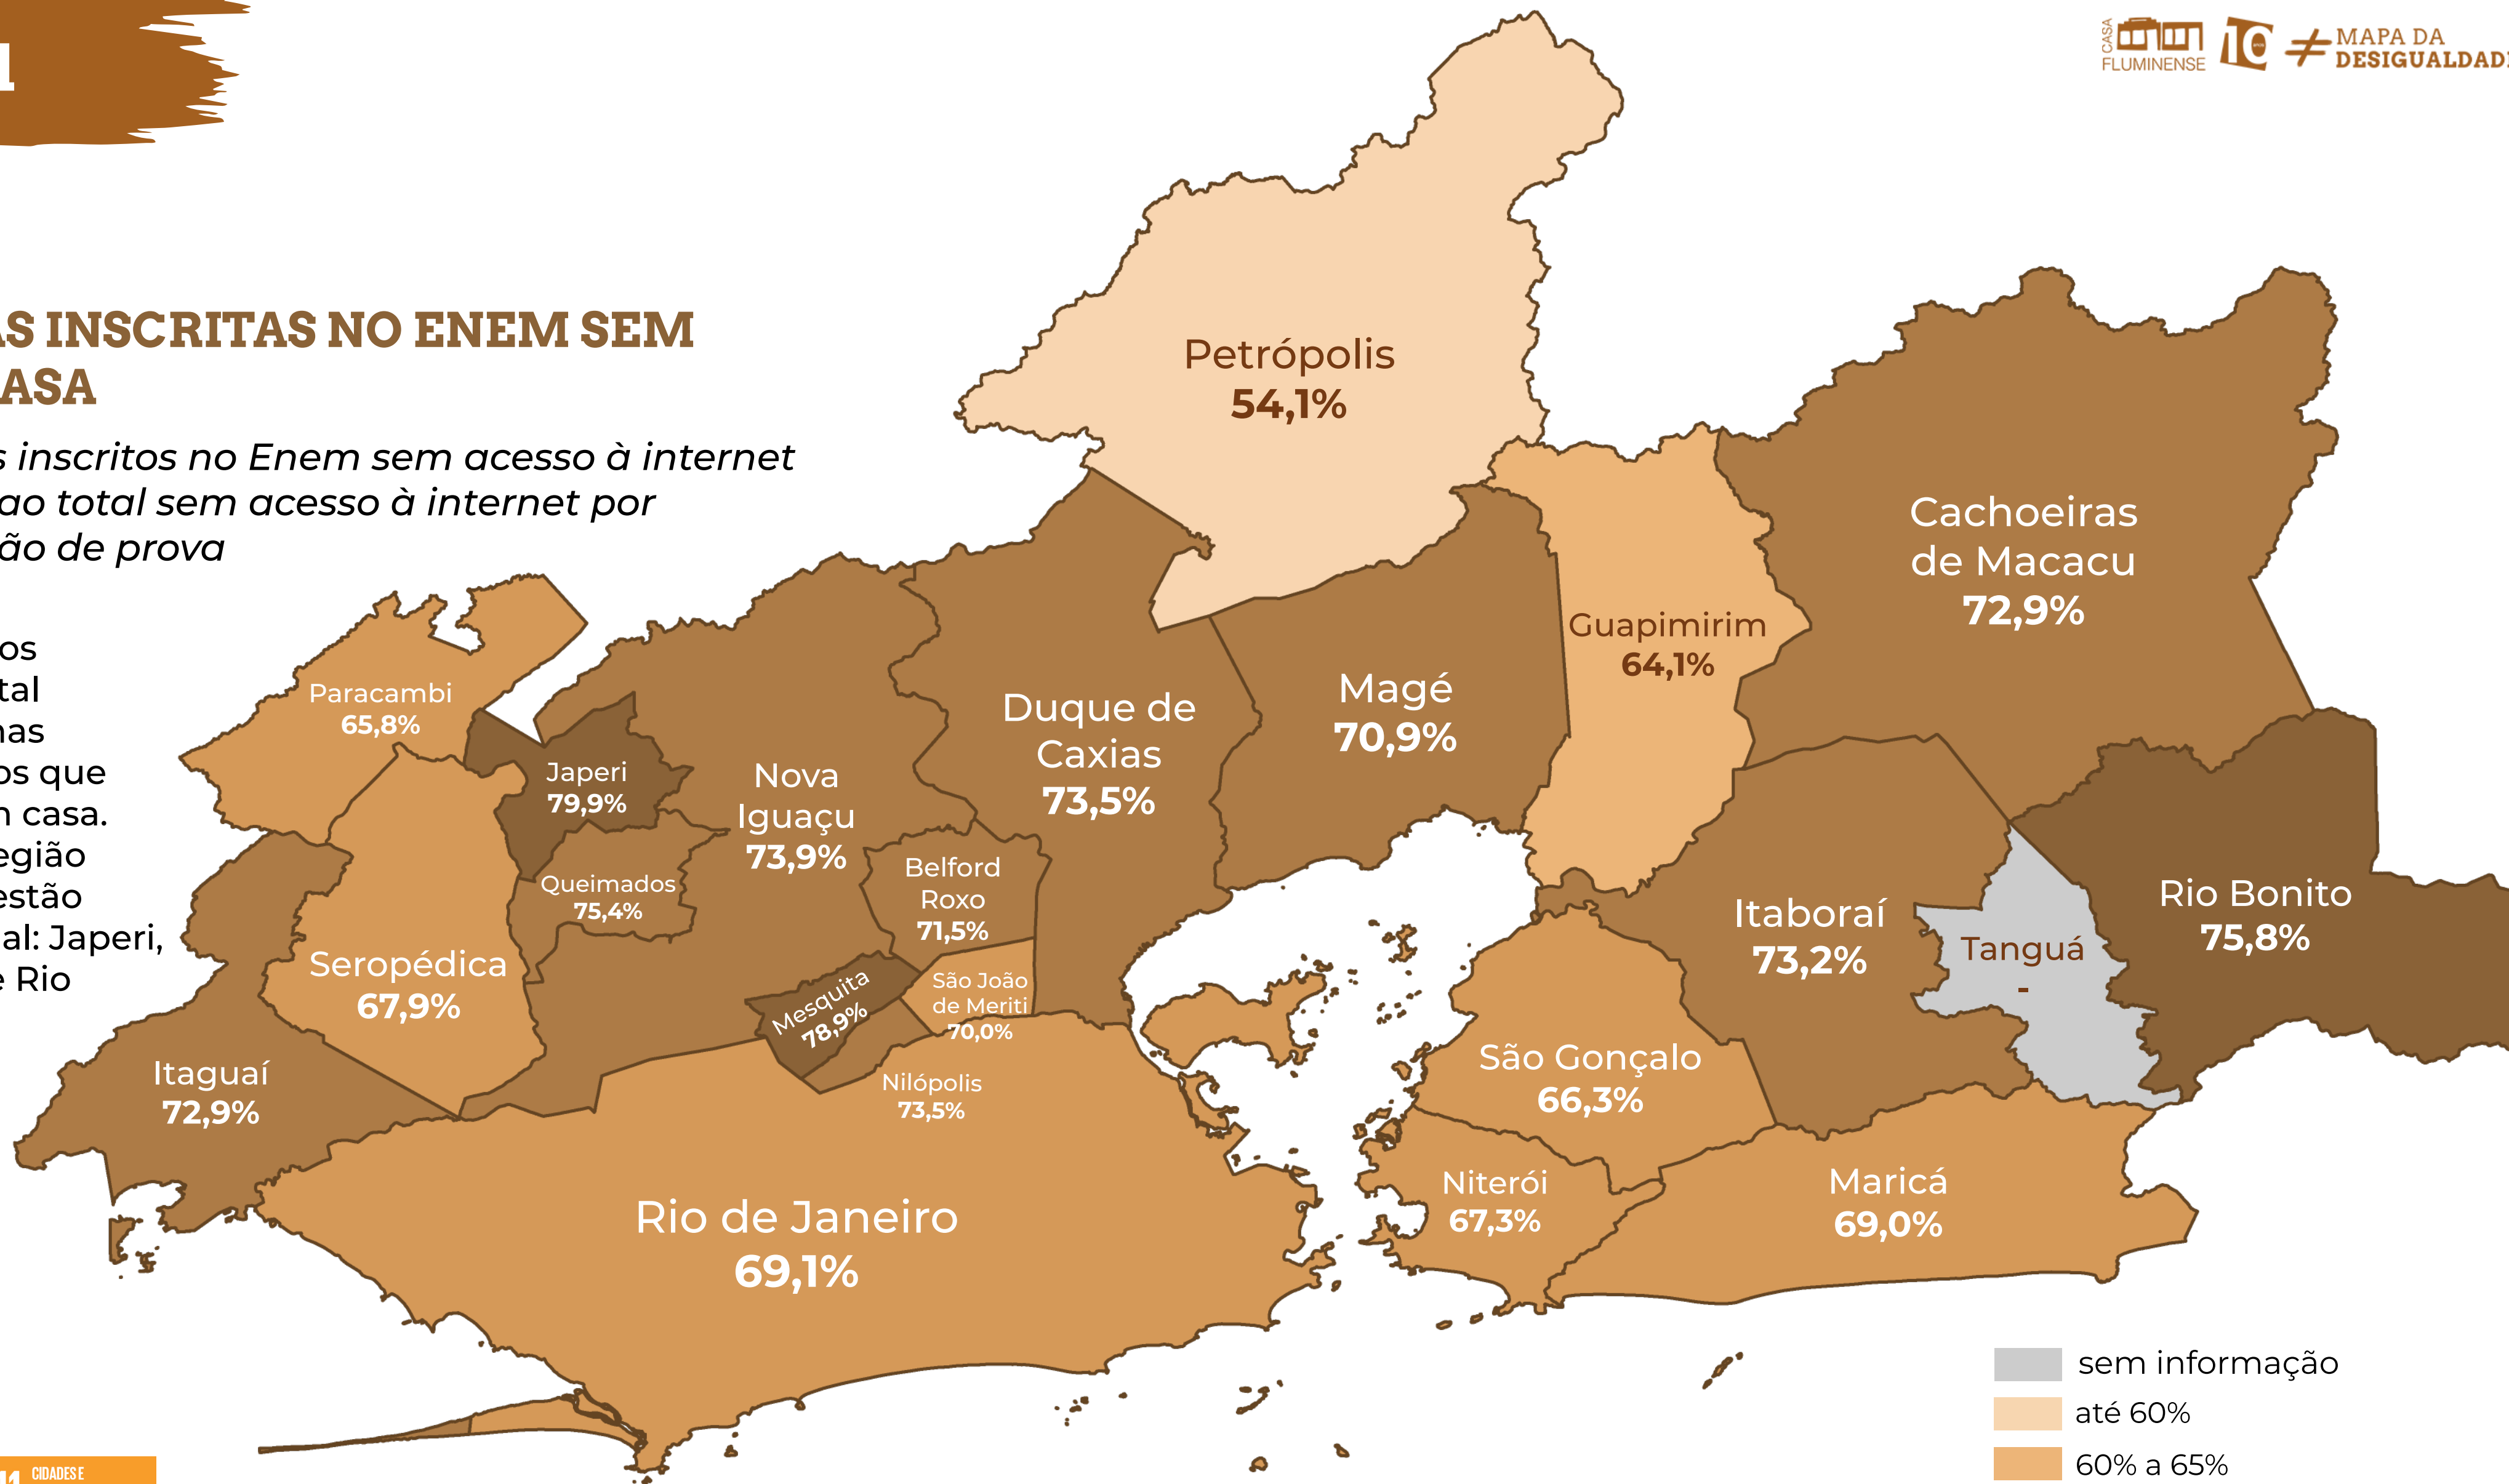 1
CASA
FLUMINENSE
10
MAPA DA
DESIGUALDAD
AS INSCRITAS NO ENEM SEM
ASA
s inscritos no Enem sem acesso à internet
ao total sem acesso à internet por
ão de prova
os
tal
nas
os que
n casa.
egião
estão
al: Japeri,
e Rio
Petrópolis
54,1%
Cachoeiras
de Macacu
72,9%
Guapimirim
64,1%
Magé
70,9%
Duque de
Caxias
73,5%
Paracambi
65,8%
Japeri
79,9%
Nova
Iguaçu
73,9%
Queimados
75,4%
Belford
Roxo
71,5%
Seropédica
67,9%
Mesquita
78,9%
São João
de Meriti
70,0%
Nilópolis
73,5%
Itaguaí
72,9%
Rio de Janeiro
69,1%
Itaboraí
73,2%
Tanguá
-
Rio Bonito
75,8%
São Gonçalo
66,3%
Niterói
67,3%
Maricá
69,0%
sem informação
até 60%
60% a 65%
11 CIDADES E